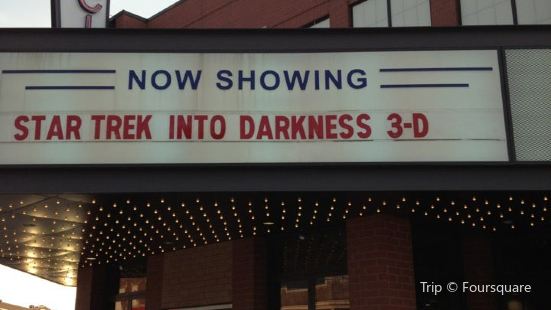 NOW SHOWING
STAR TREK INTO DARKNESS 3-D
Trip © Foursquare